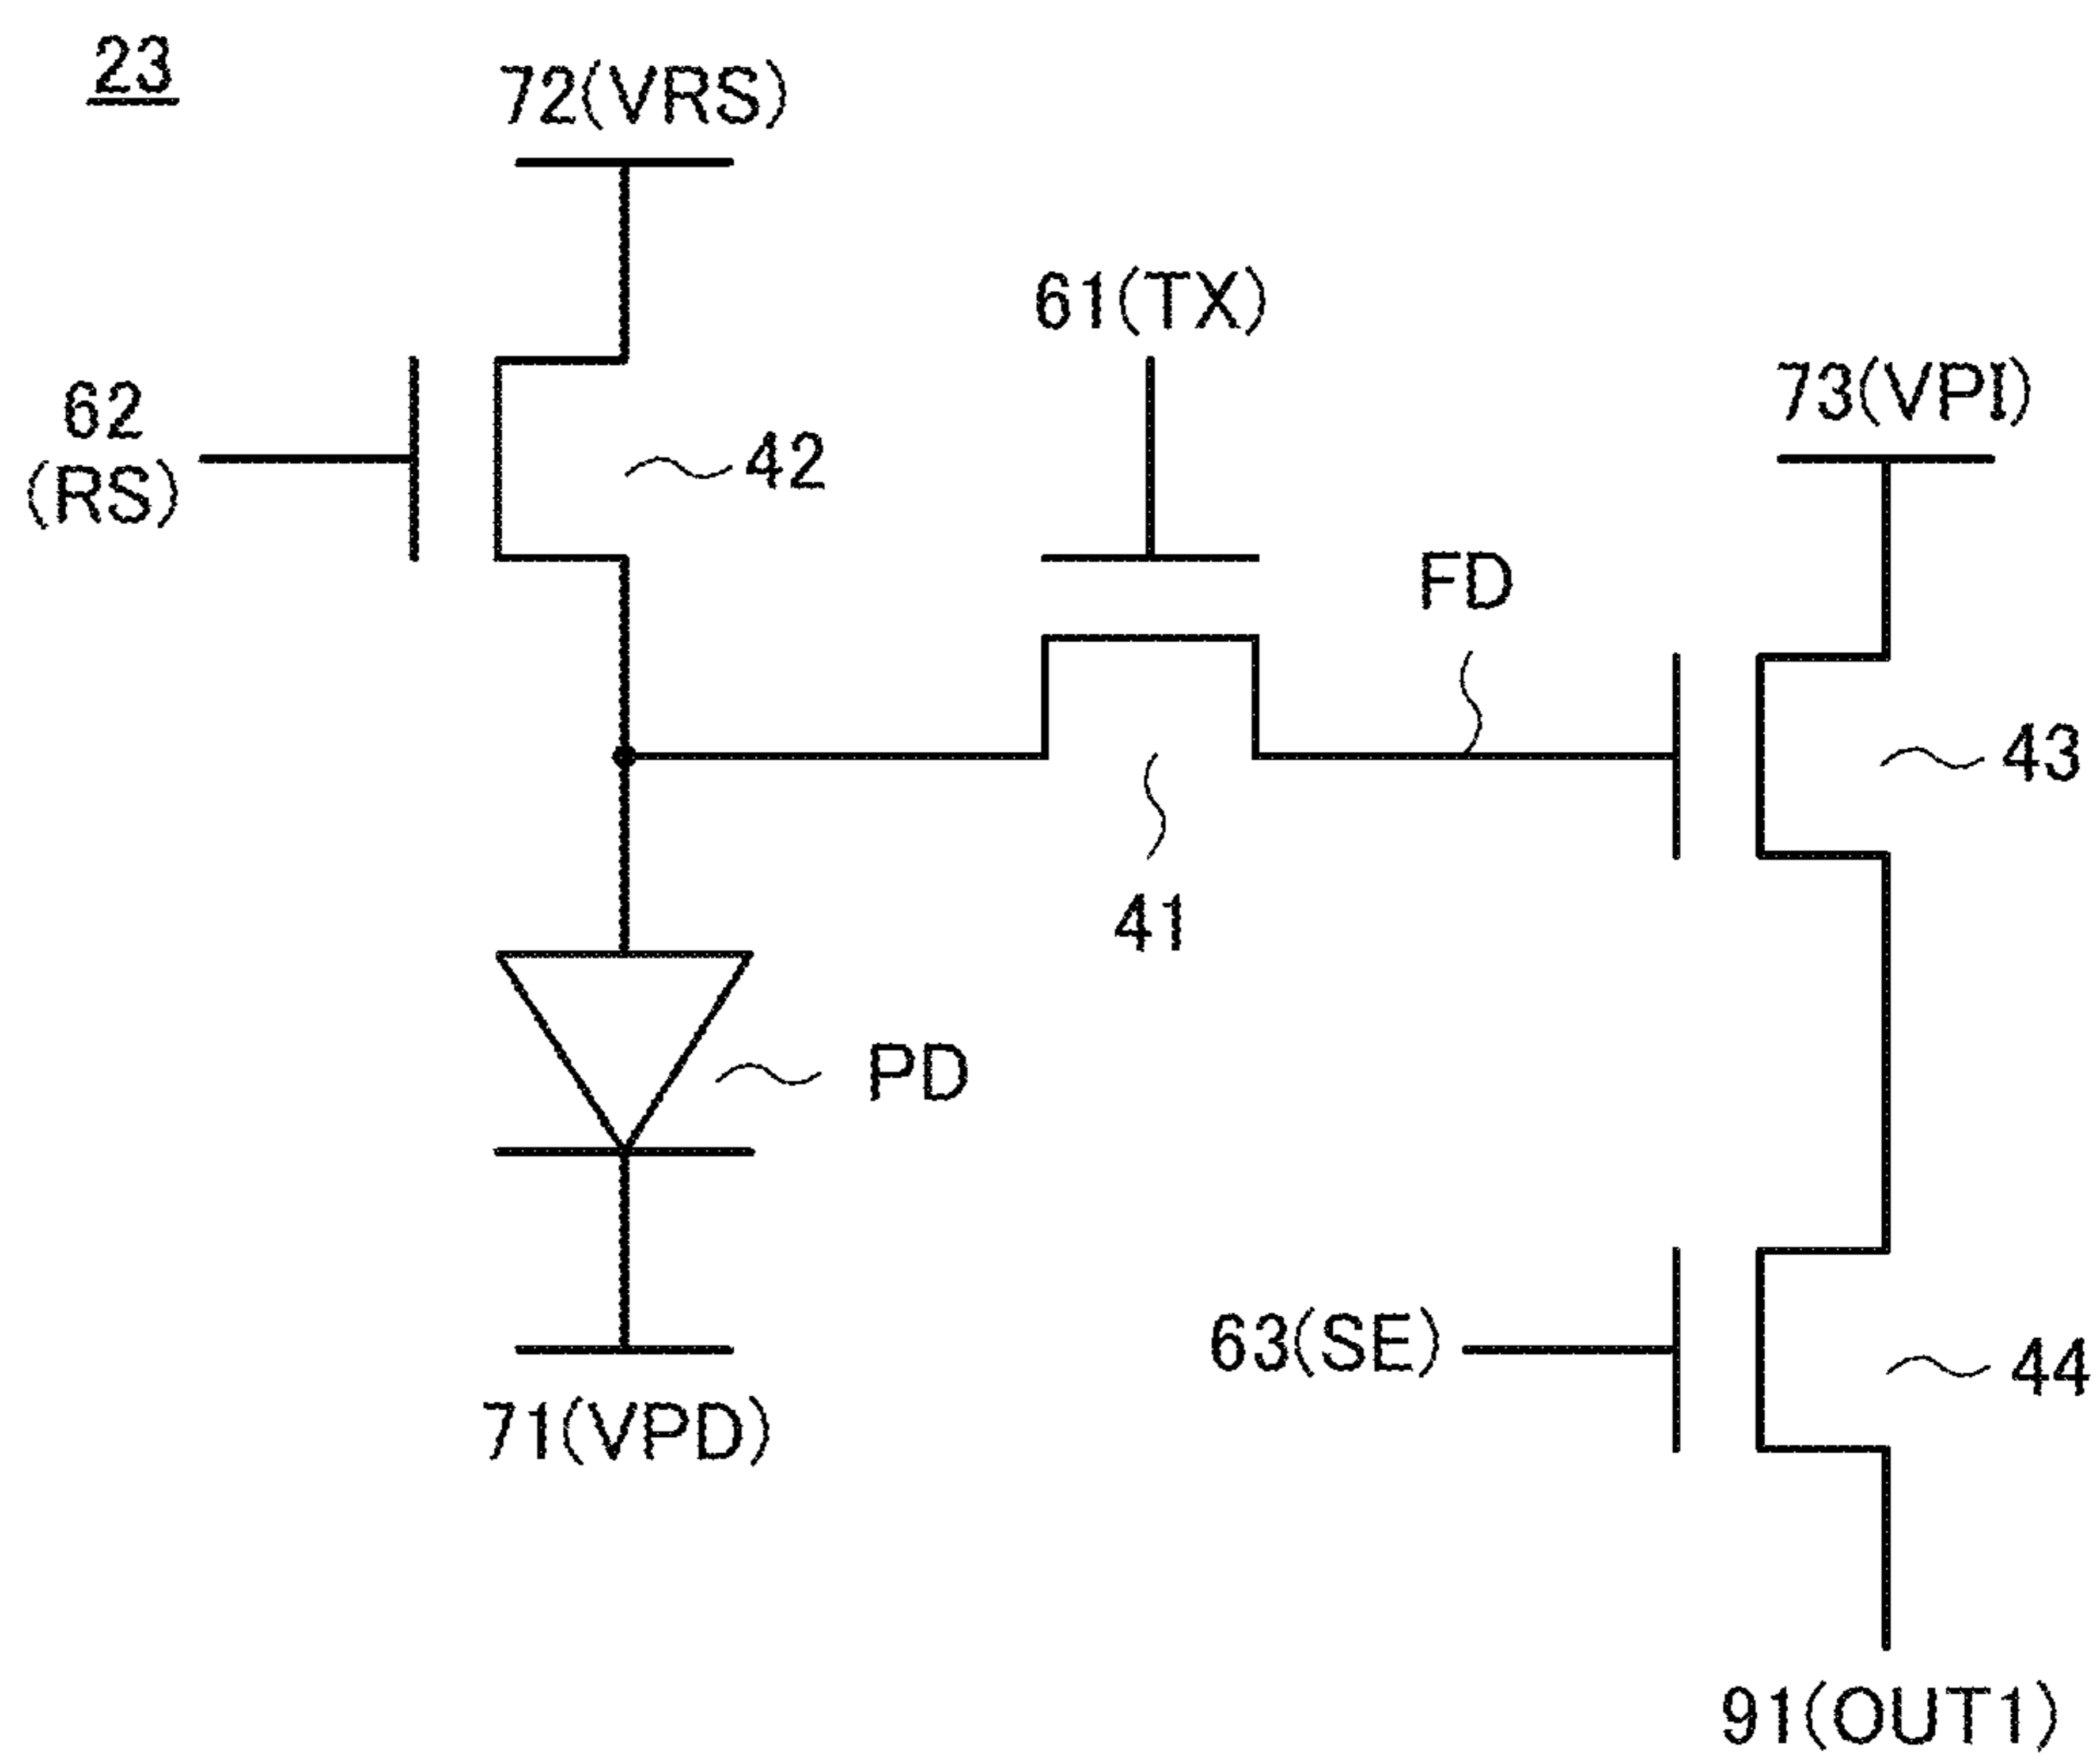 23
72(VRS)
61(TX)
73(VPI)
62
(RS)
42
FD
43
41
PD
63(SE)
44
71(VPD)
91(OUT1)